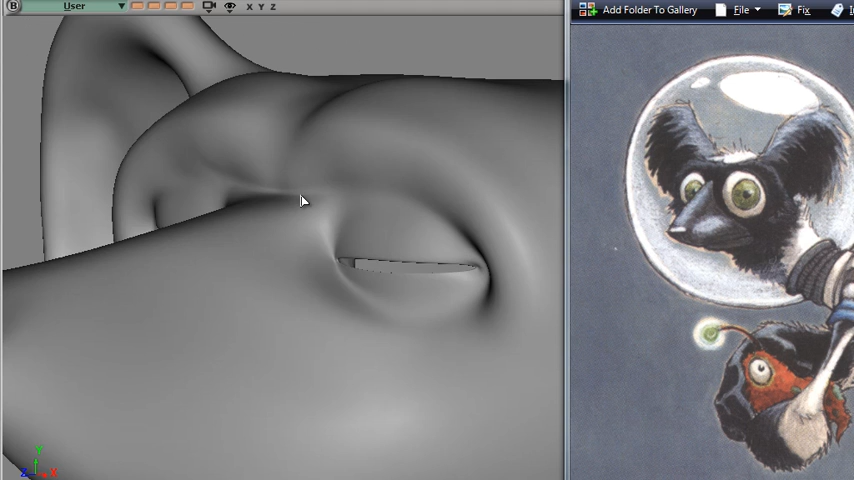 B User X Y Z
Add Folder To Gallery File Fix
Y
Z X